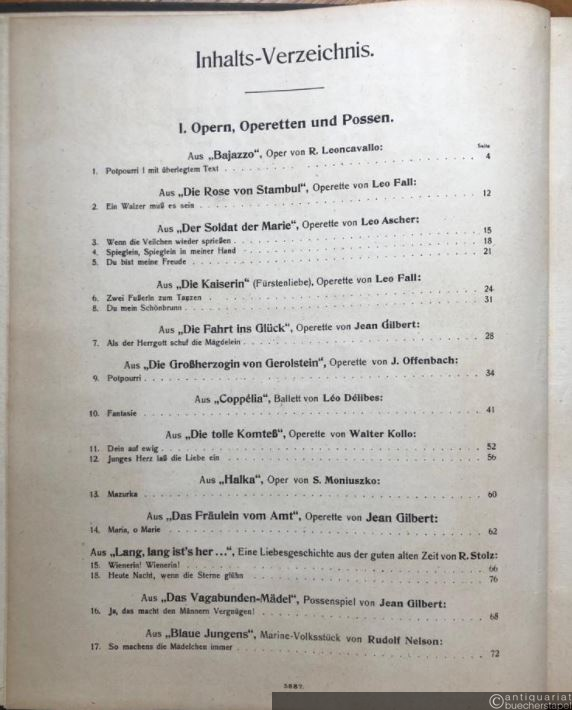 Inhalts-Verzeichnis.
I. Opern, Operetten und Possen.
Aus „Bajazzo“, Oper von R. Leoncavallo:
Seite
1. Potpourri I mit überlegtem Text . . . . . . . . . . 4
Aus „Die Rose von Stambul“, Operette von Leo Fall:
2. Ein Walzer muß es sein . . . . . . . . . . 12
Aus „Der Soldat der Marie“, Operette von Leo Ascher:
3. Wenn die Veilchen wieder sprießen . . . . . . . . . . 15
4. Spieglein, Spieglein in meiner Hand . . . . . . . . . . 18
5. Du bist meine Freude . . . . . . . . . . 21
Aus „Die Kaiserin“ (Fürstenliebe), Operette von Leo Fall:
6. Zwei Füßerln zum Tanzen . . . . . . . . . . 24
8. Du mein Schönbrunn . . . . . . . . . . 31
Aus „Die Fahrt ins Glück“, Operette von Jean Gilbert:
7. Als der Herrgott schuf die Mägdelein . . . . . . . . . . 28
Aus „Die Großherzogin von Gerolstein“, Operette von J. Offenbach:
9. Potpourri . . . . . . . . . . 34
Aus „Coppélia“, Ballett von Léo Délibes:
10. Fantasie . . . . . . . . . . 41
Aus „Die tolle Komteß“, Operette von Walter Kollo:
11. Dein auf ewig . . . . . . . . . . 52
12. Junges Herz laß die Liebe ein . . . . . . . . . . 56
Aus „Halka“, Oper von S. Moniuszko:
13. Mazurka . . . . . . . . . . 60
Aus „Das Fräulein vom Amt“, Operette von Jean Gilbert:
14. Maria, o Marie . . . . . . . . . . 62
Aus „Lang, lang ist's her...“, Eine Liebesgeschichte aus der guten alten Zeit von R. Stolz:
15. Wienerin! Wienerin! . . . . . . . . . . 66
18. Heute Nacht, wenn die Sterne glühn . . . . . . . . . . 76
Aus „Das Vagabunden-Mädel“, Possenspiel von Jean Gilbert:
16. Ja, das macht den Männern Vergnügen! . . . . . . . . . . 68
Aus „Blaue Jungens“, Marine-Volksstück von Rudolf Nelson:
17. So machens die Mädelchen immer . . . . . . . . . . 72
5887.
antiquariat
buecherstapel